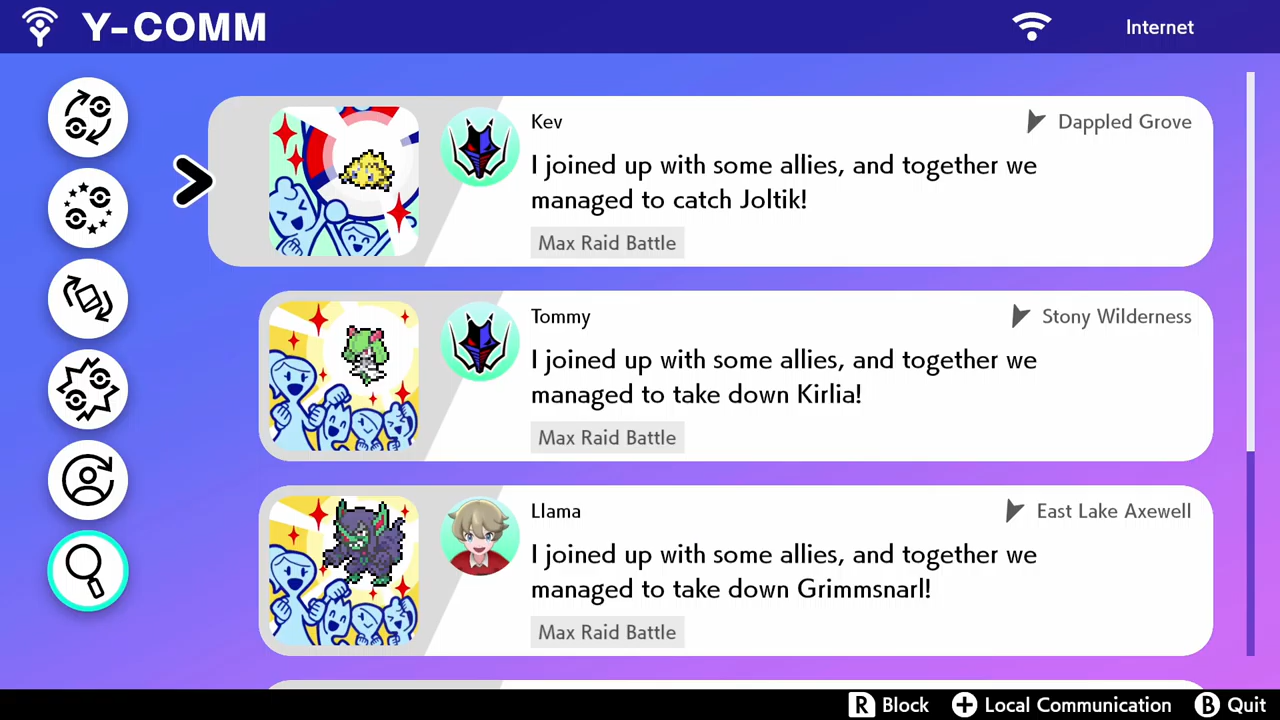 Y-COMM
Internet
Kev
Dappled Grove
I joined up with some allies, and together we
managed to catch Joltik!
Max Raid Battle
Tommy
Stony Wilderness
I joined up with some allies, and together we
managed to take down Kirlia!
Max Raid Battle
Llama
East Lake Axewell
I joined up with some allies, and together we
managed to take down Grimmsnarl!
Max Raid Battle
R Block
+ Local Communication
B Quit